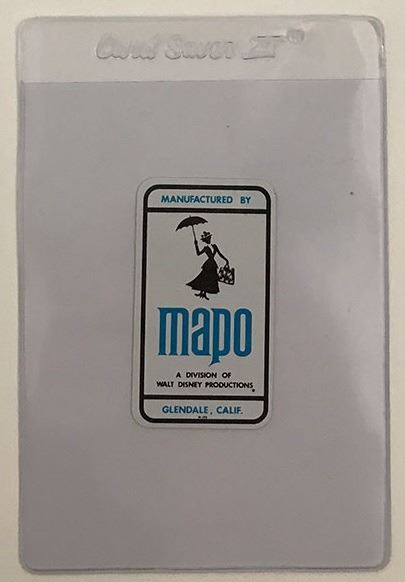 Card Saver II®
MANUFACTURED BY
mapo
A DIVISION OF
WALT DISNEY PRODUCTIONS
GLENDALE, CALIF.